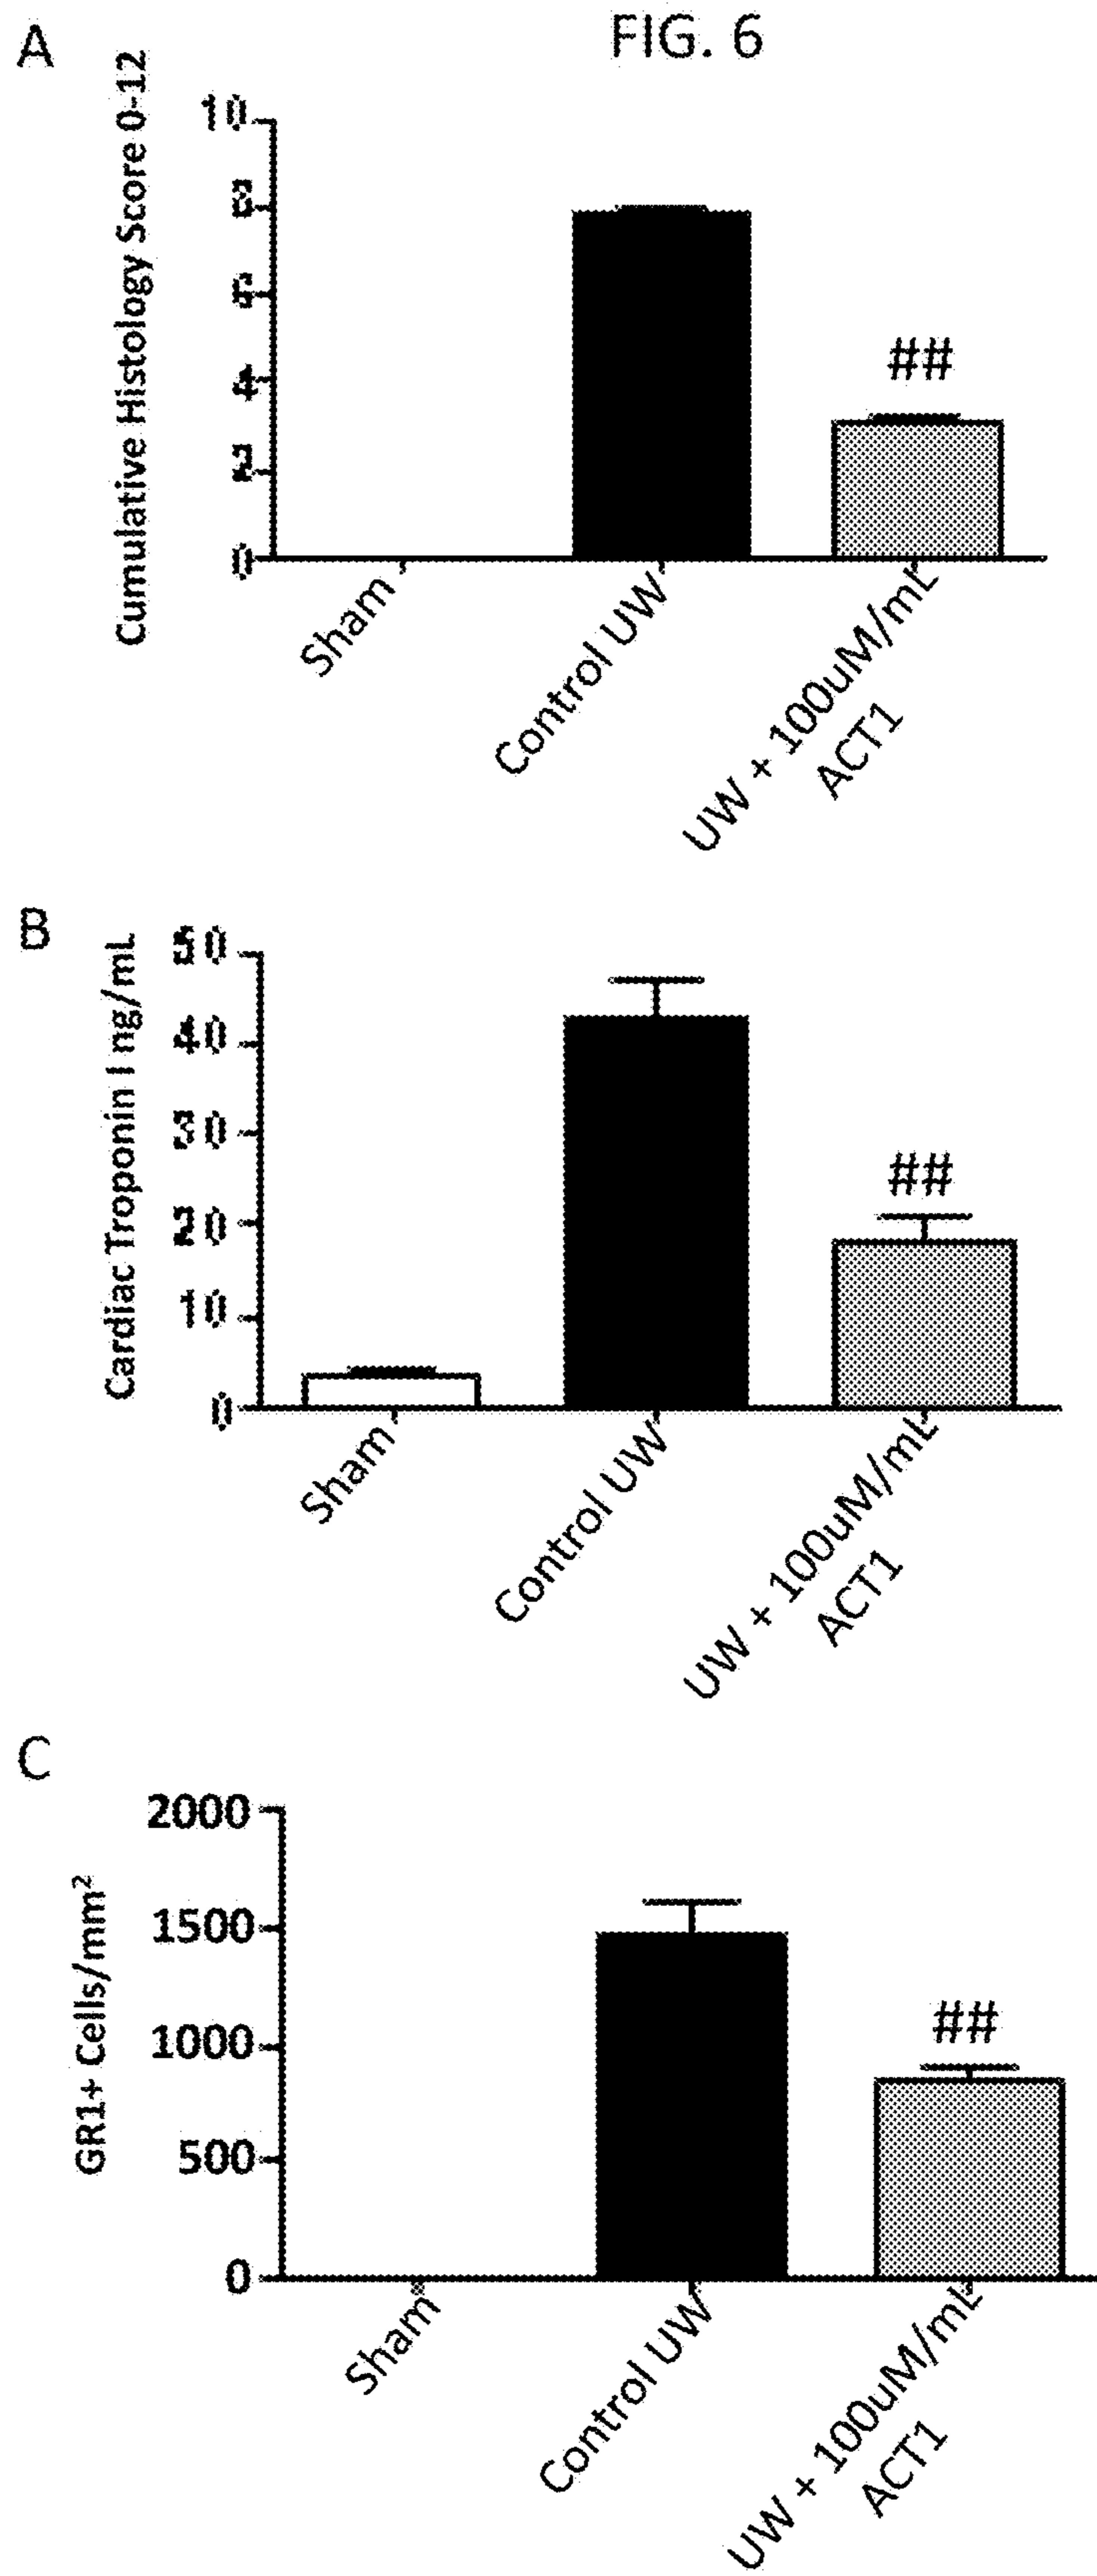 FIG. 6
A
Cumulative Histology Score 0-12
10
8
6
4
2
0
Sham
Control UW
UW + 100uM/mL
ACT1
##
B
Cardiac Troponin I ng/mL
50
40
30
20
10
0
Sham
Control UW
UW + 100uM/mL
ACT1
##
C
GR1+ Cells/mm²
2000
1500
1000
500
0
Sham
Control UW
UW + 100uM/mL
ACT1
##